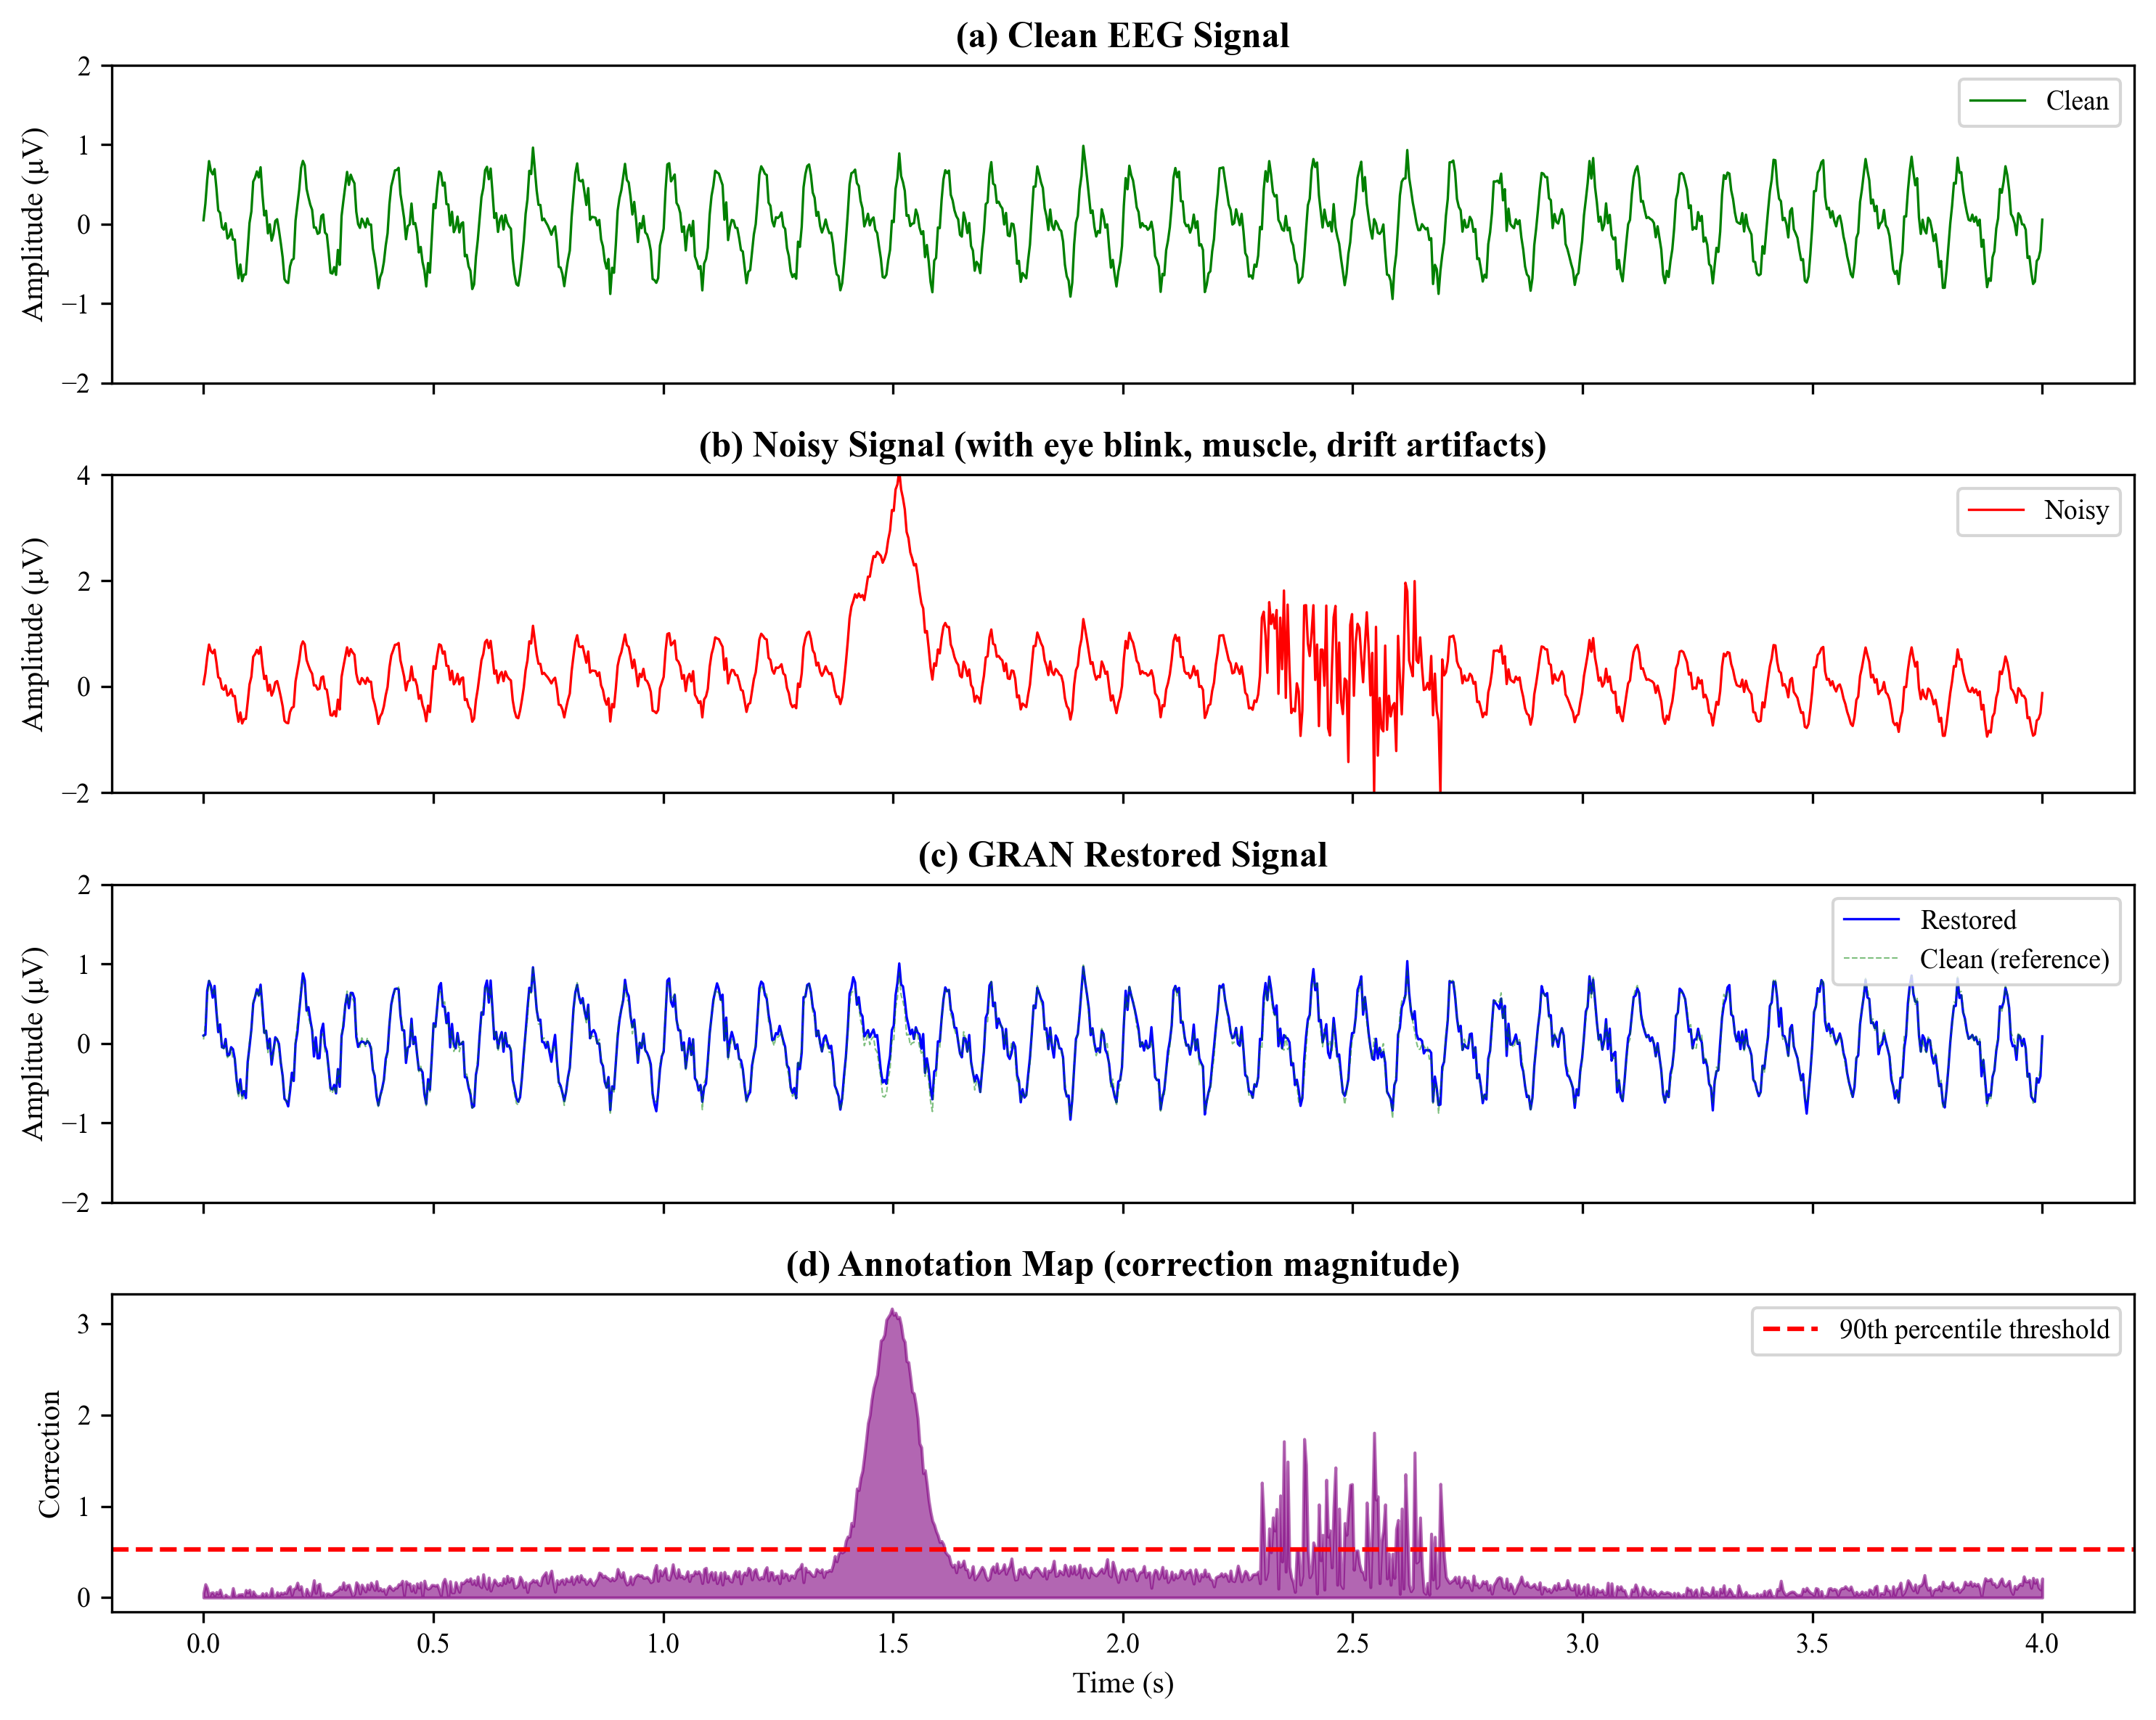 (a) Clean EEG Signal
Amplitude (µV)
2
1
0
−1
−2
Clean
(b) Noisy Signal (with eye blink, muscle, drift artifacts)
Amplitude (µV)
4
2
0
−2
Noisy
(c) GRAN Restored Signal
Amplitude (µV)
2
1
0
−1
−2
Restored
Clean (reference)
(d) Annotation Map (correction magnitude)
Correction
3
2
1
0
90th percentile threshold
0.0 0.5 1.0 1.5 2.0 2.5 3.0 3.5 4.0
Time (s)